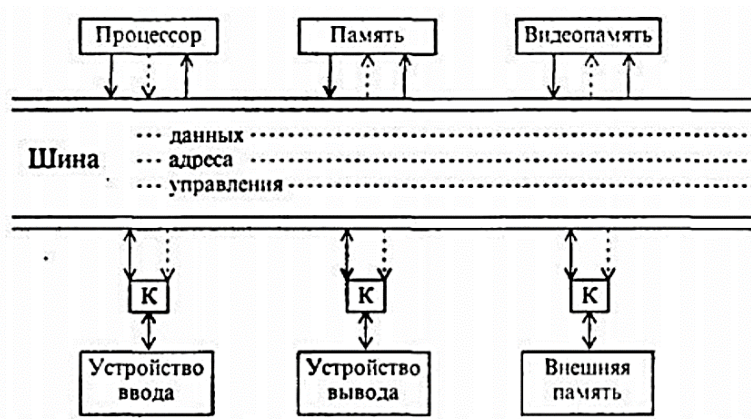 Процессор
Память
Видеопамять
Шина
данных
адреса
управления
К
К
К
Устройство
ввода
Устройство
вывода
Внешняя
память